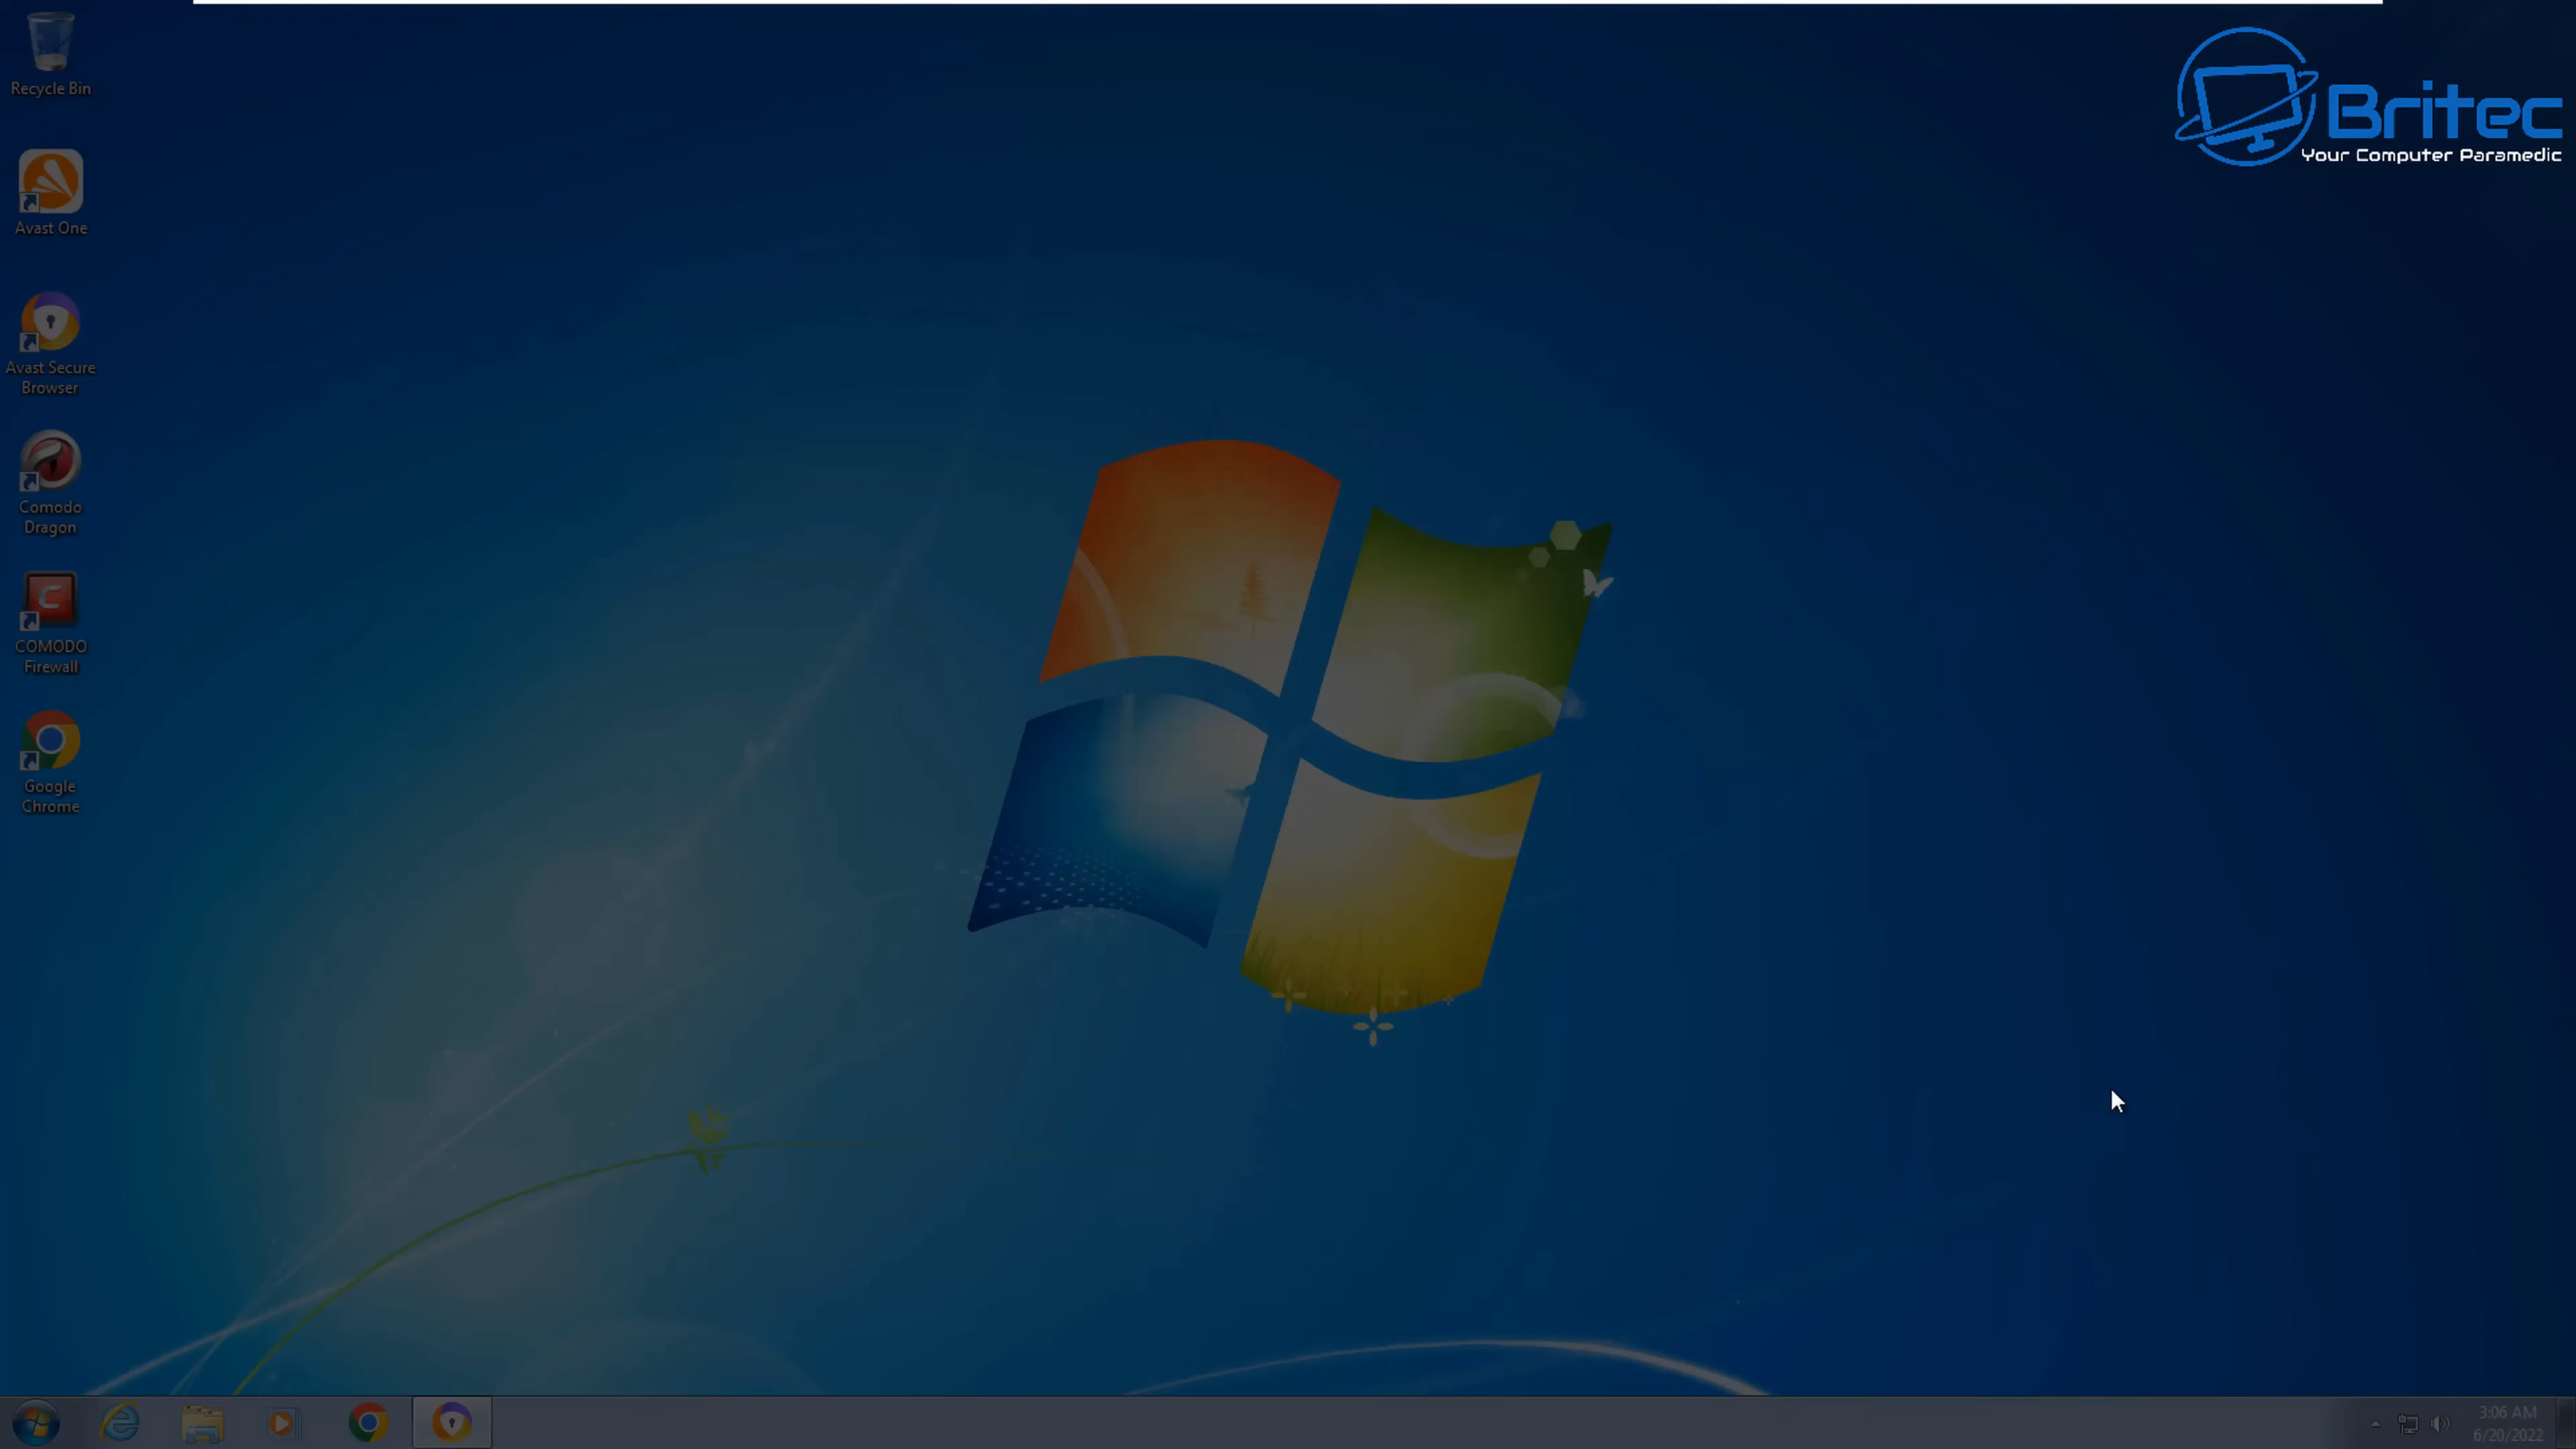 Recycle Bin
Avast One
Avast Secure
Browser
Comodo
Dragon
COMODO
Firewall
Google
Chrome
Britec
Your Computer Paramedic
3:06 AM
6/20/2022